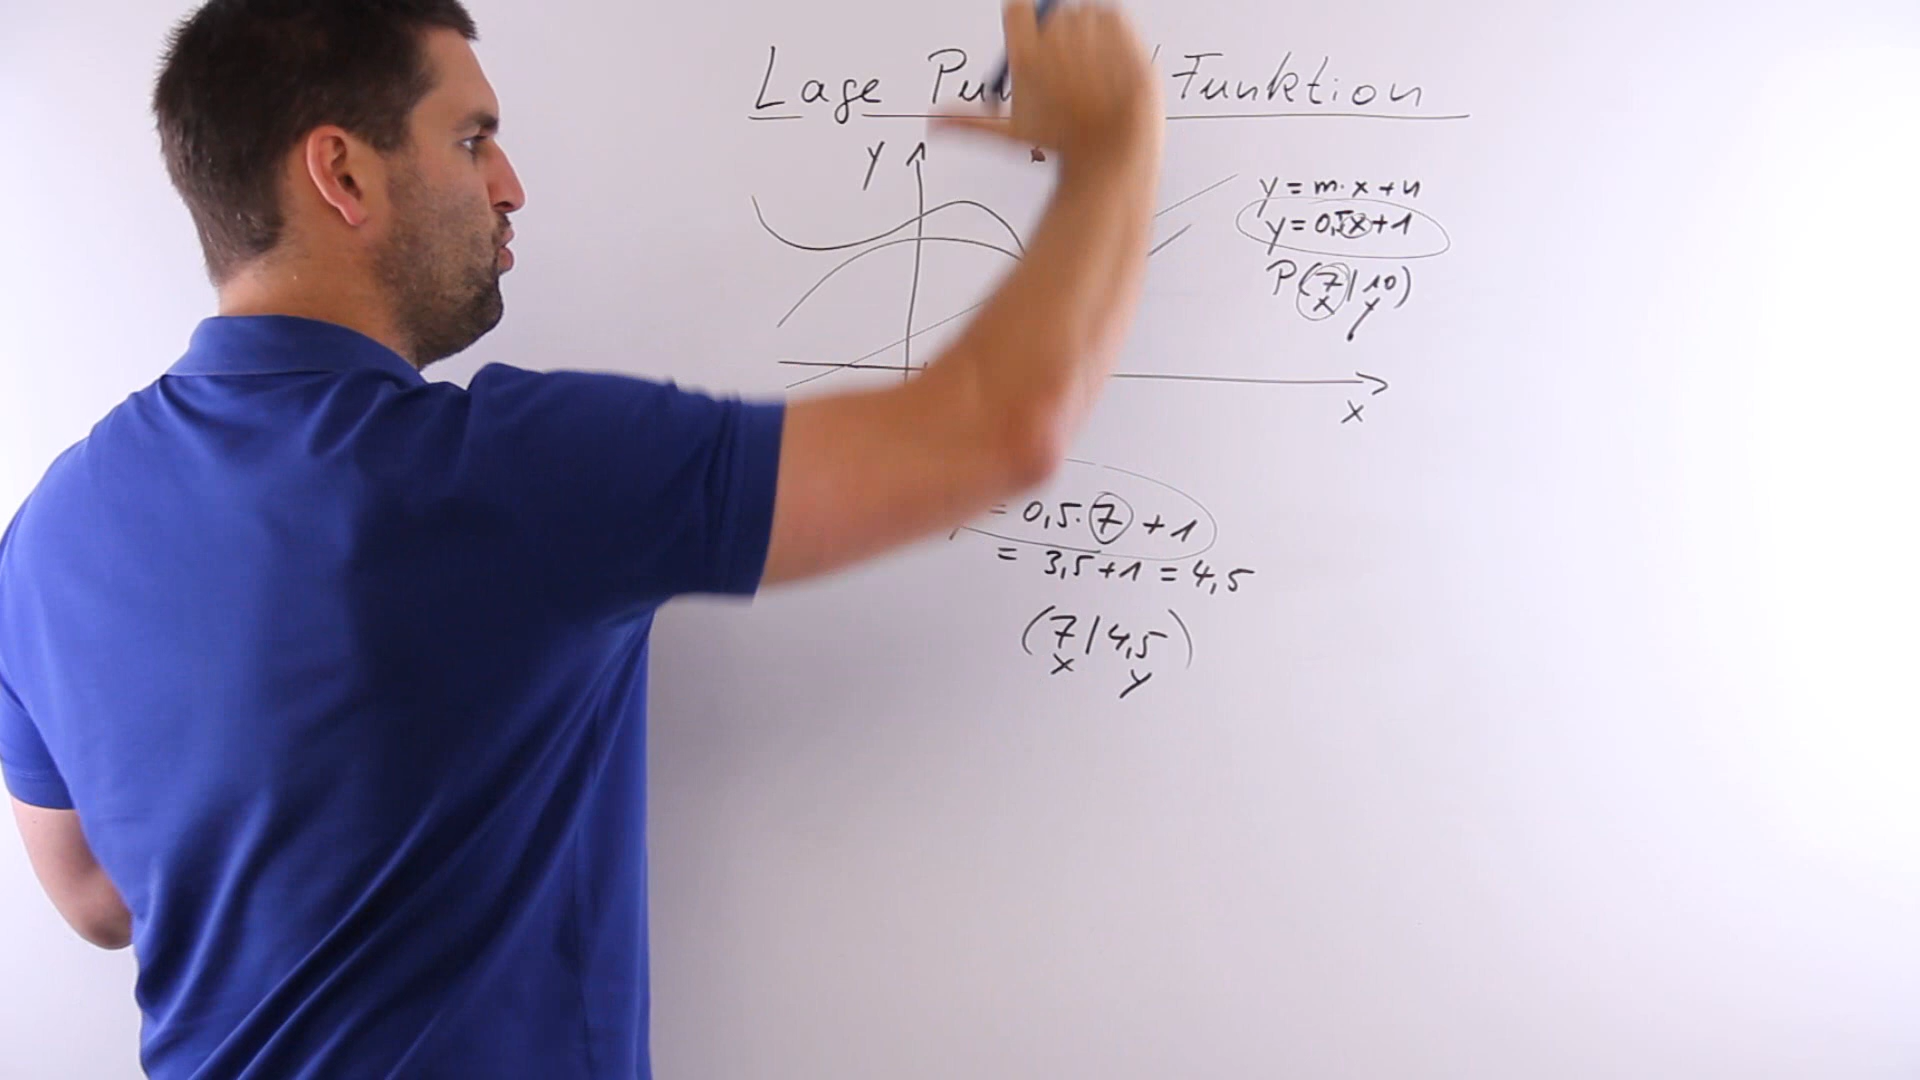 Lage Funktion
y
y = m·x + n
y = 0,5x + 1
P(7|10)
x y
x
= 0,5·7 + 1
= 3,5 + 1 = 4,5
(7|4,5)
x y